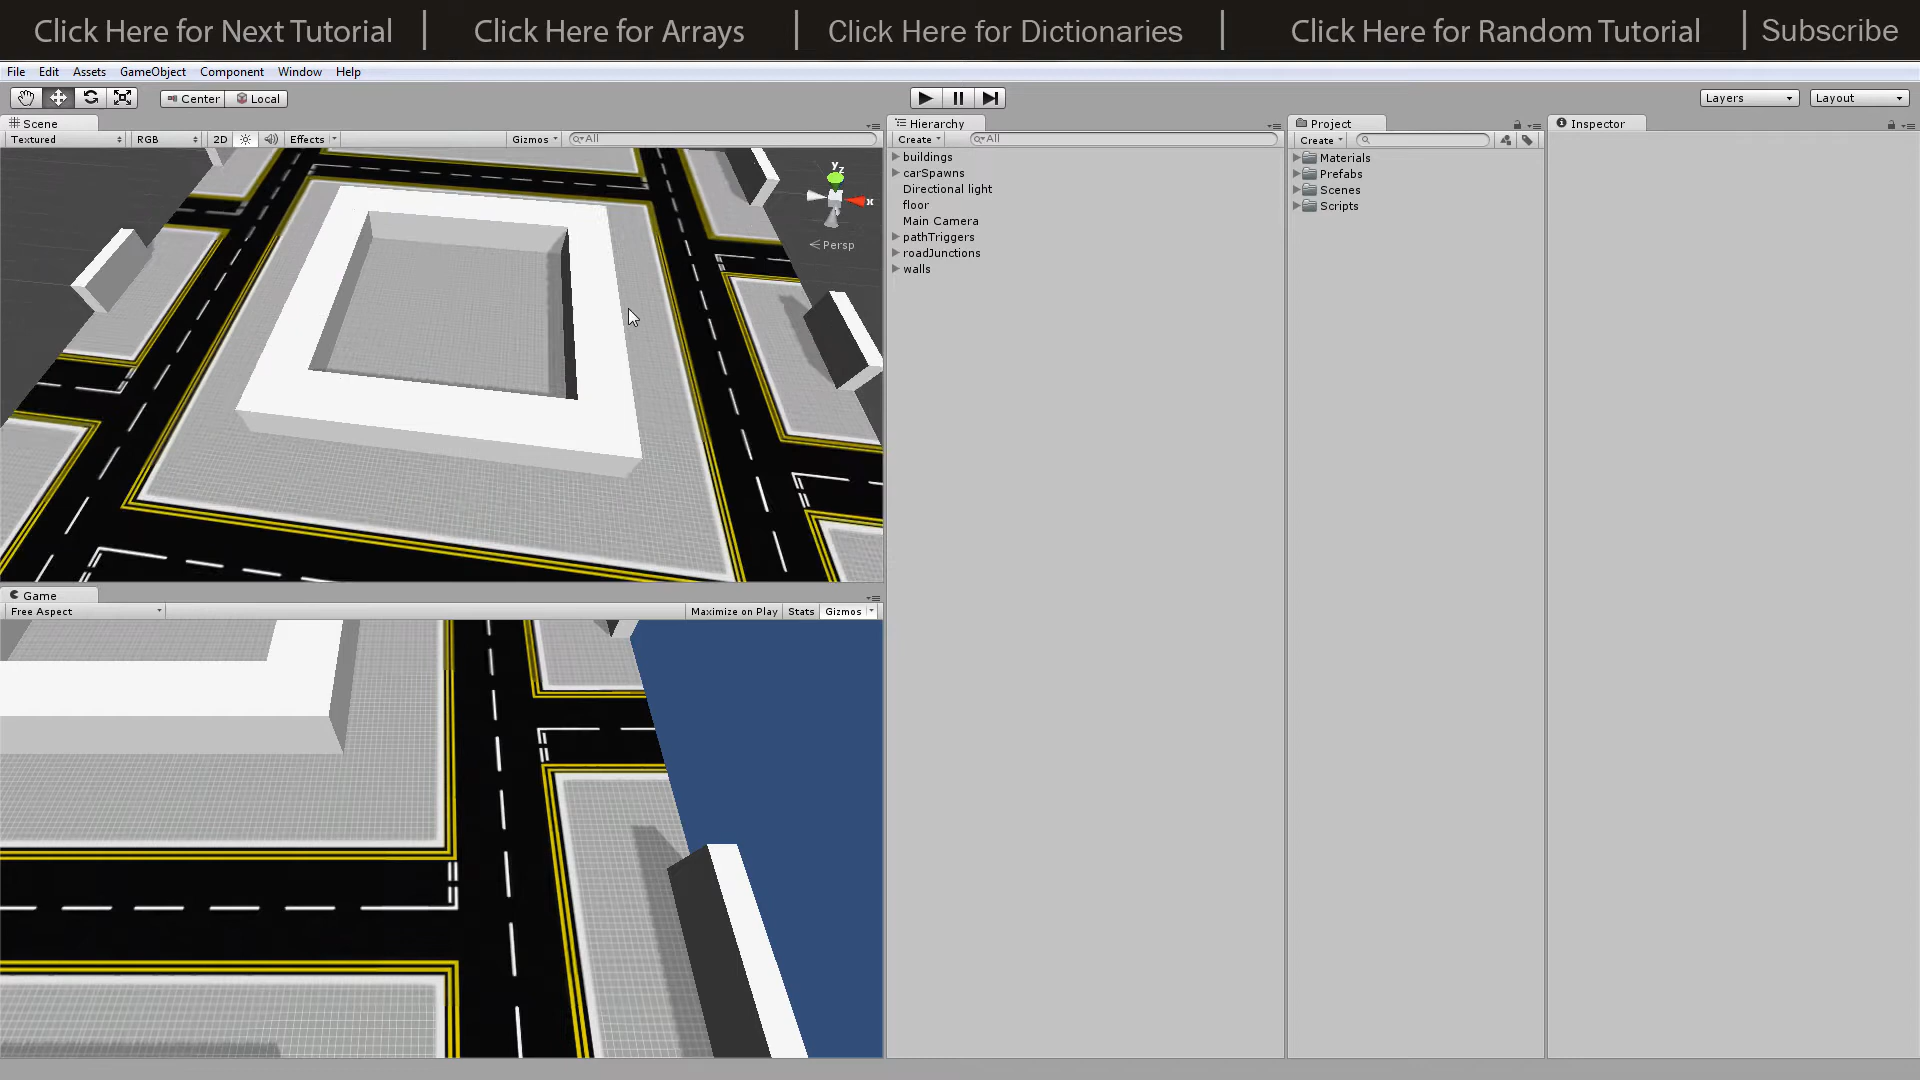 Click Here for Next Tutorial | Click Here for Arrays | Click Here for Dictionaries | Click Here for Random Tutorial | Subscribe
File Edit Assets GameObject Component Window Help
Center Local Layers Layout
Scene
Textured RGB 2D Effects Gizmos All
y z
x
Persp
Game
Free Aspect Maximize on Play Stats Gizmos
Hierarchy
Create All
buildings
carSpawns
Directional light
floor
Main Camera
pathTriggers
roadJunctions
walls
Project
Create
Materials
Prefabs
Scenes
Scripts
Inspector